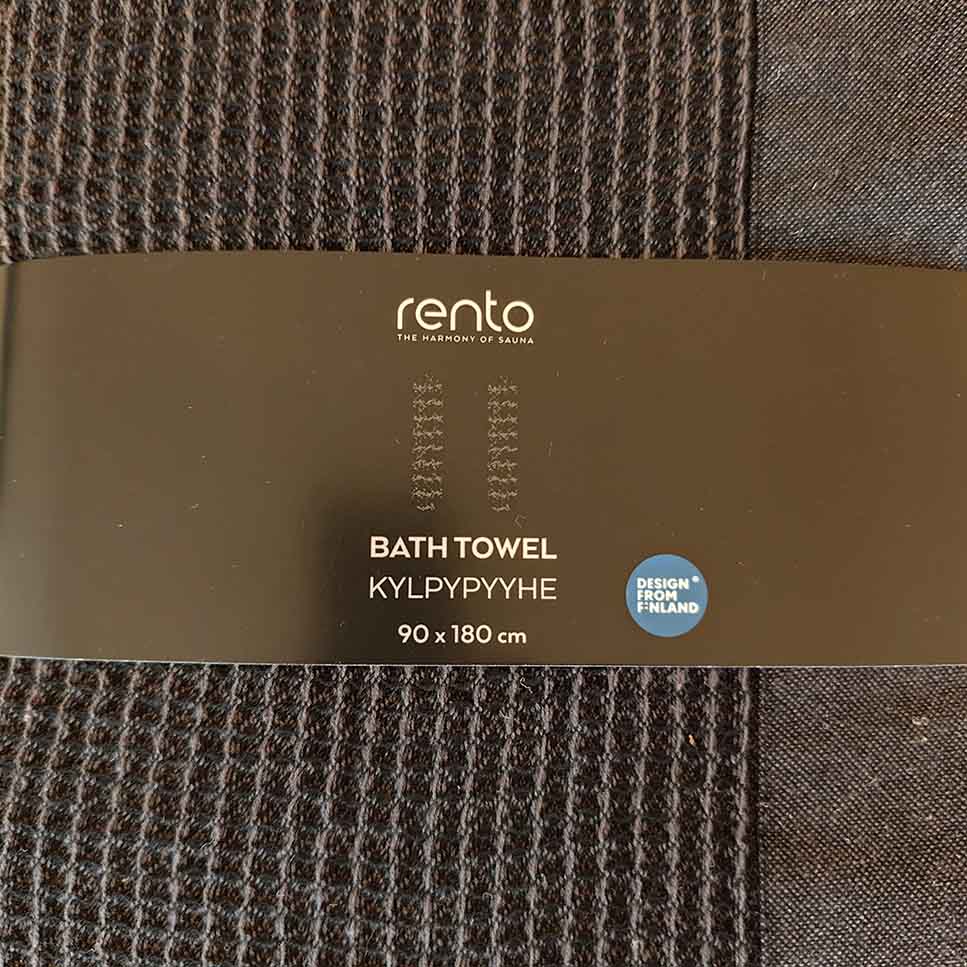 rento
THE HARMONY OF SAUNA
BATH TOWEL
KYLPYPYYHE
90 x 180 cm
DESIGN
FROM
FINLAND